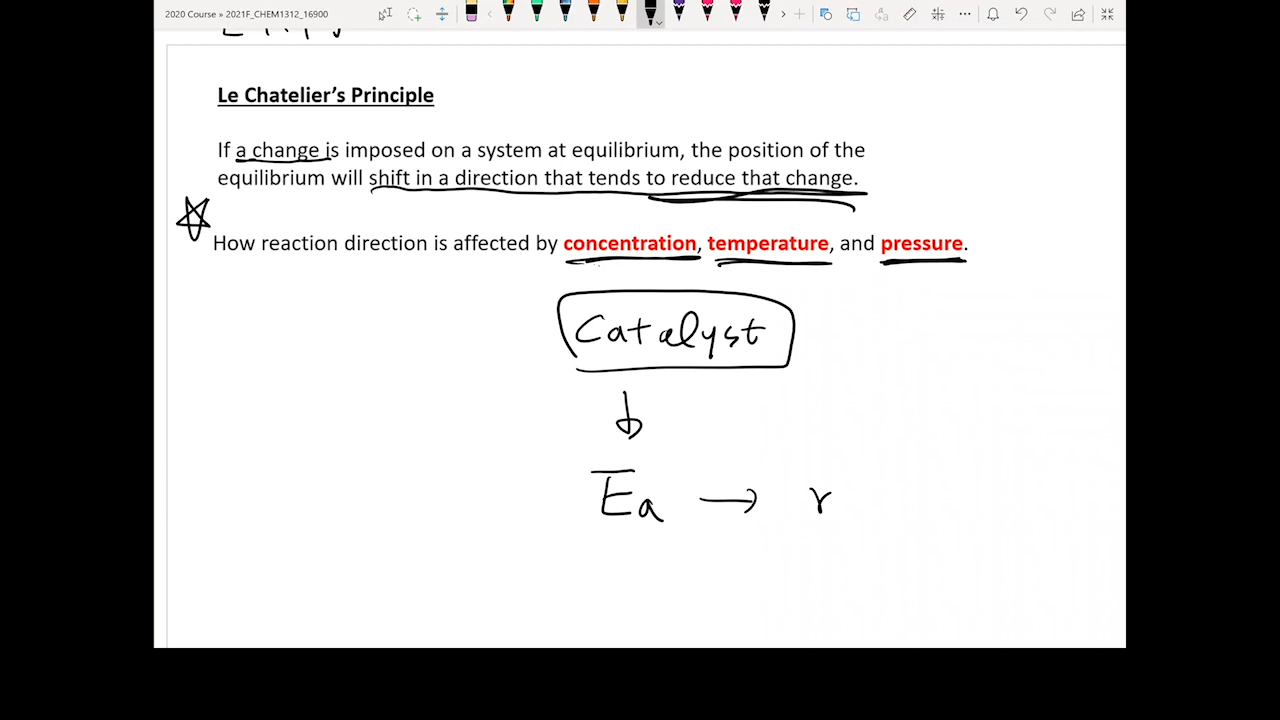 2020 Course » 2021F_CHEM1312_16900
Le Chatelier's Principle
If a change is imposed on a system at equilibrium, the position of the
equilibrium will shift in a direction that tends to reduce that change.
How reaction direction is affected by concentration, temperature, and pressure.
Catalyst
Ea → r